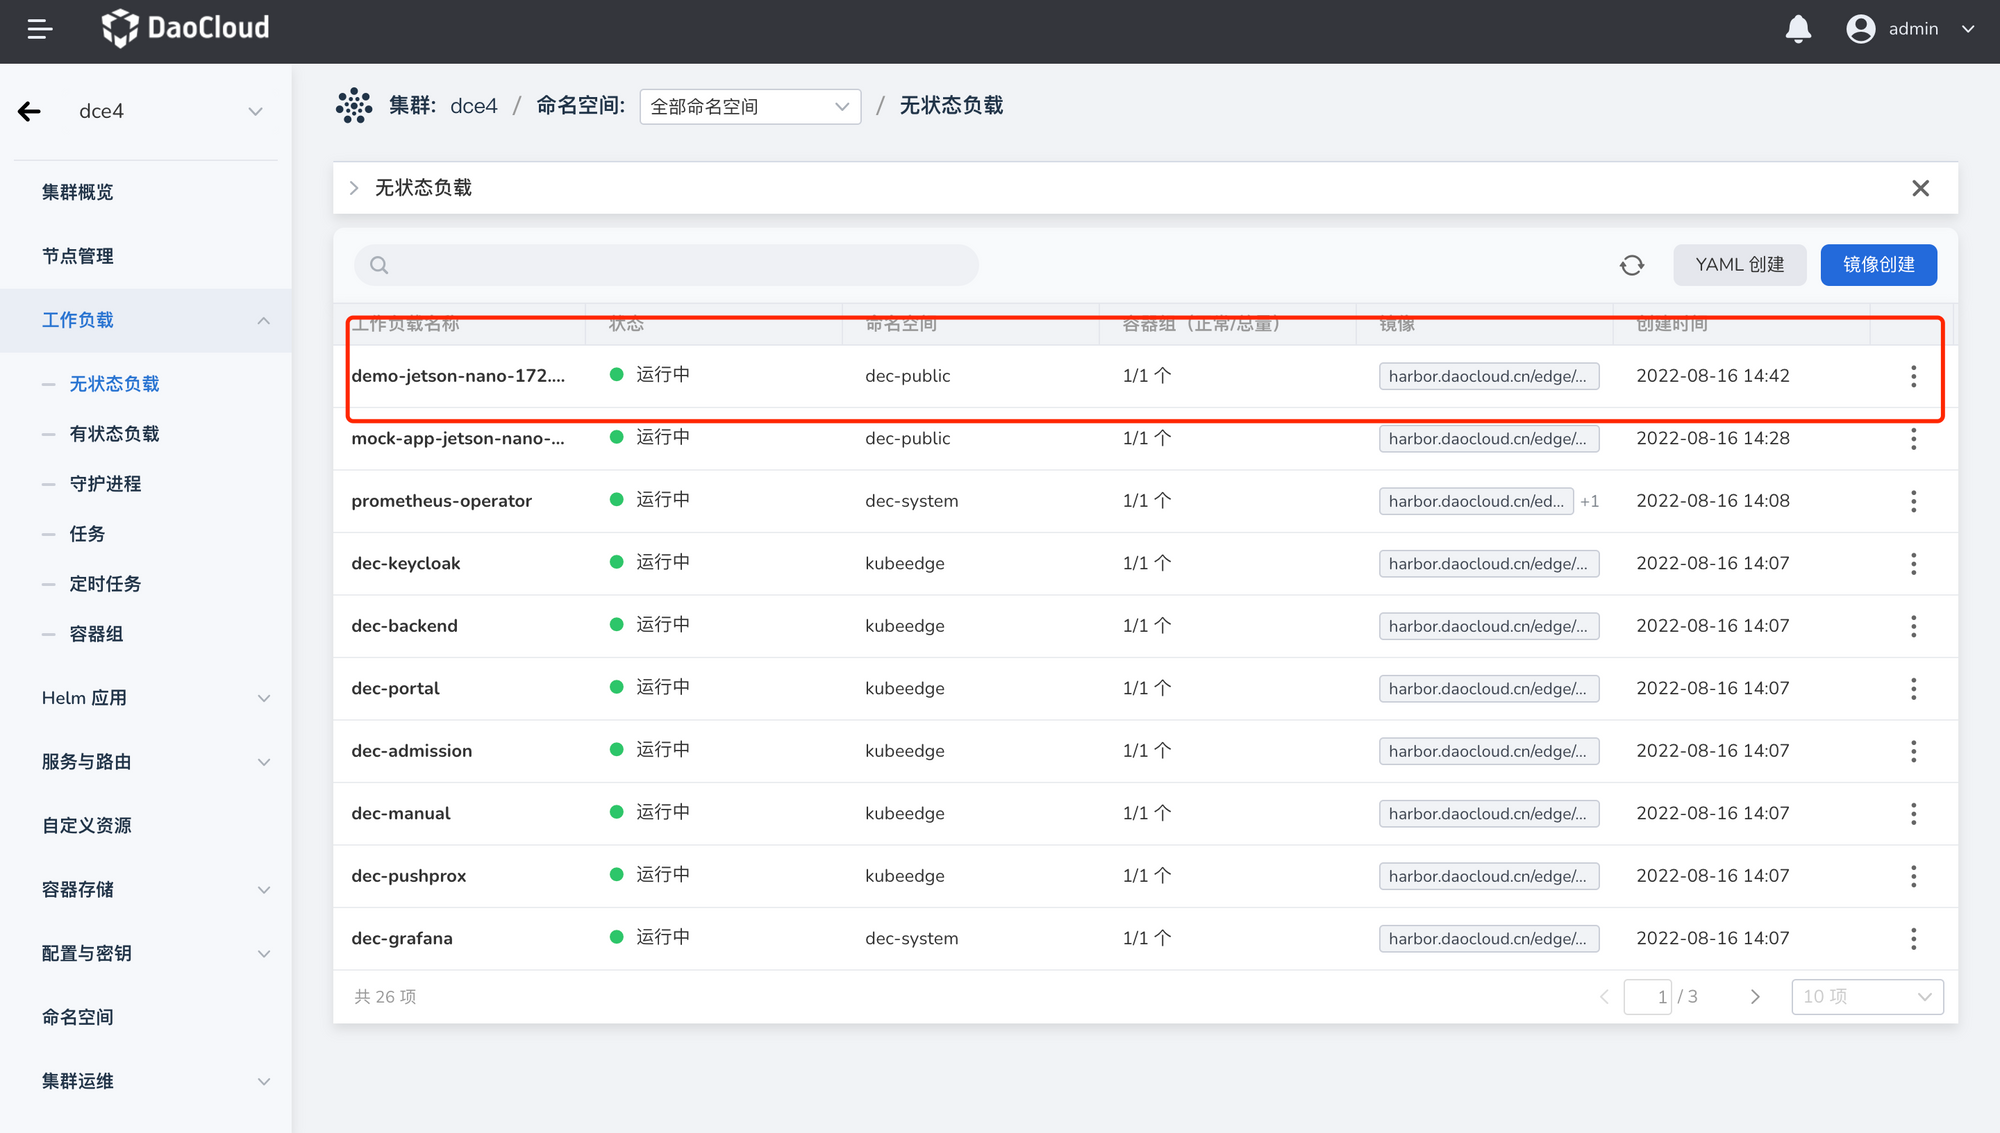 DaoCloud
admin
dce4
集群: dce4 / 命名空间: 全部命名空间 / 无状态负载
集群概览
节点管理
工作负载
无状态负载
有状态负载
守护进程
任务
定时任务
容器组
Helm 应用
服务与路由
自定义资源
容器存储
配置与密钥
命名空间
集群运维
无状态负载
YAML 创建 镜像创建
工作负载名称 状态 命名空间 容器组（正常/总量） 镜像 创建时间
demo-jetson-nano-172.... 运行中 dec-public 1/1 个 harbor.daocloud.cn/edge/... 2022-08-16 14:42
mock-app-jetson-nano-... 运行中 dec-public 1/1 个 harbor.daocloud.cn/edge/... 2022-08-16 14:28
prometheus-operator 运行中 dec-system 1/1 个 harbor.daocloud.cn/ed... +1 2022-08-16 14:08
dec-keycloak 运行中 kubeedge 1/1 个 harbor.daocloud.cn/edge/... 2022-08-16 14:07
dec-backend 运行中 kubeedge 1/1 个 harbor.daocloud.cn/edge/... 2022-08-16 14:07
dec-portal 运行中 kubeedge 1/1 个 harbor.daocloud.cn/edge/... 2022-08-16 14:07
dec-admission 运行中 kubeedge 1/1 个 harbor.daocloud.cn/edge/... 2022-08-16 14:07
dec-manual 运行中 kubeedge 1/1 个 harbor.daocloud.cn/edge/... 2022-08-16 14:07
dec-pushprox 运行中 kubeedge 1/1 个 harbor.daocloud.cn/edge/... 2022-08-16 14:07
dec-grafana 运行中 dec-system 1/1 个 harbor.daocloud.cn/edge/... 2022-08-16 14:07
共 26 项 1 / 3 10 项